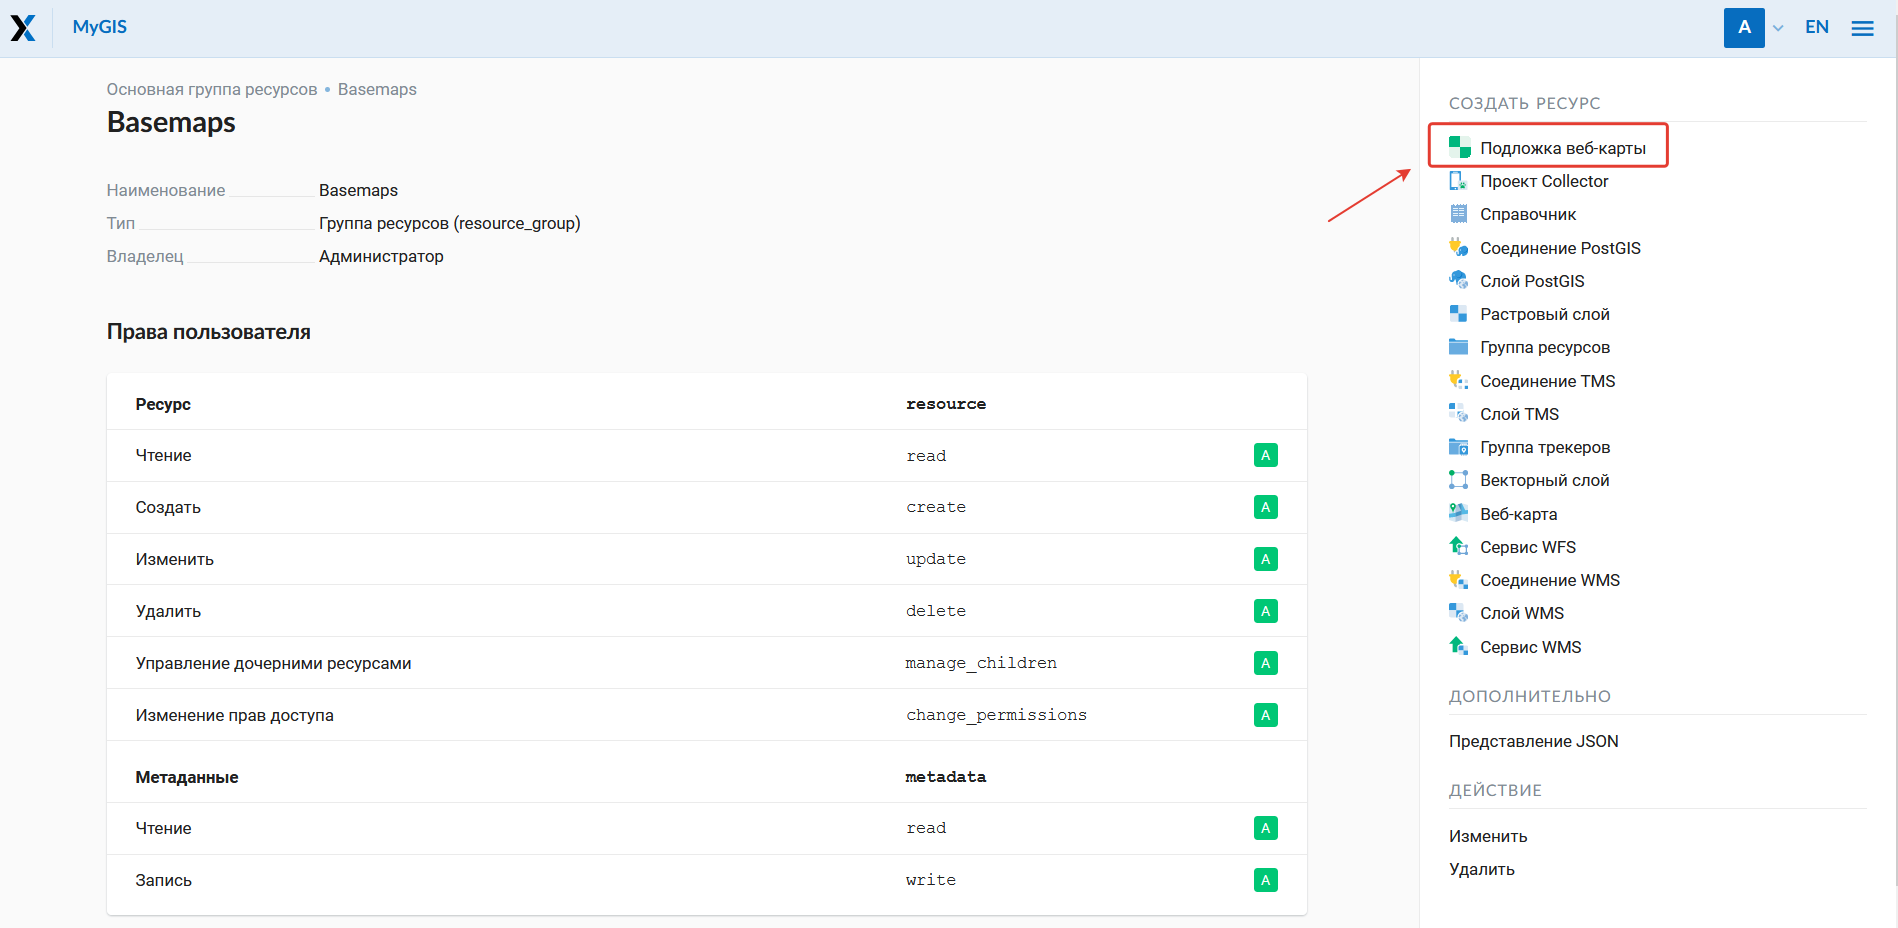 MyGIS
A
EN
Основная группа ресурсов • Basemaps
Basemaps
Наименование Basemaps
Тип Группа ресурсов (resource_group)
Владелец Администратор
Права пользователя
Ресурс resource
Чтение read A
Создать create A
Изменить update A
Удалить delete A
Управление дочерними ресурсами manage_children A
Изменение прав доступа change_permissions A
Метаданные metadata
Чтение read A
Запись write A
СОЗДАТЬ РЕСУРС
Подложка веб-карты
Проект Collector
Справочник
Соединение PostGIS
Слой PostGIS
Растровый слой
Группа ресурсов
Соединение TMS
Слой TMS
Группа трекеров
Векторный слой
Веб-карта
Сервис WFS
Соединение WMS
Слой WMS
Сервис WMS
ДОПОЛНИТЕЛЬНО
Представление JSON
ДЕЙСТВИЕ
Изменить
Удалить